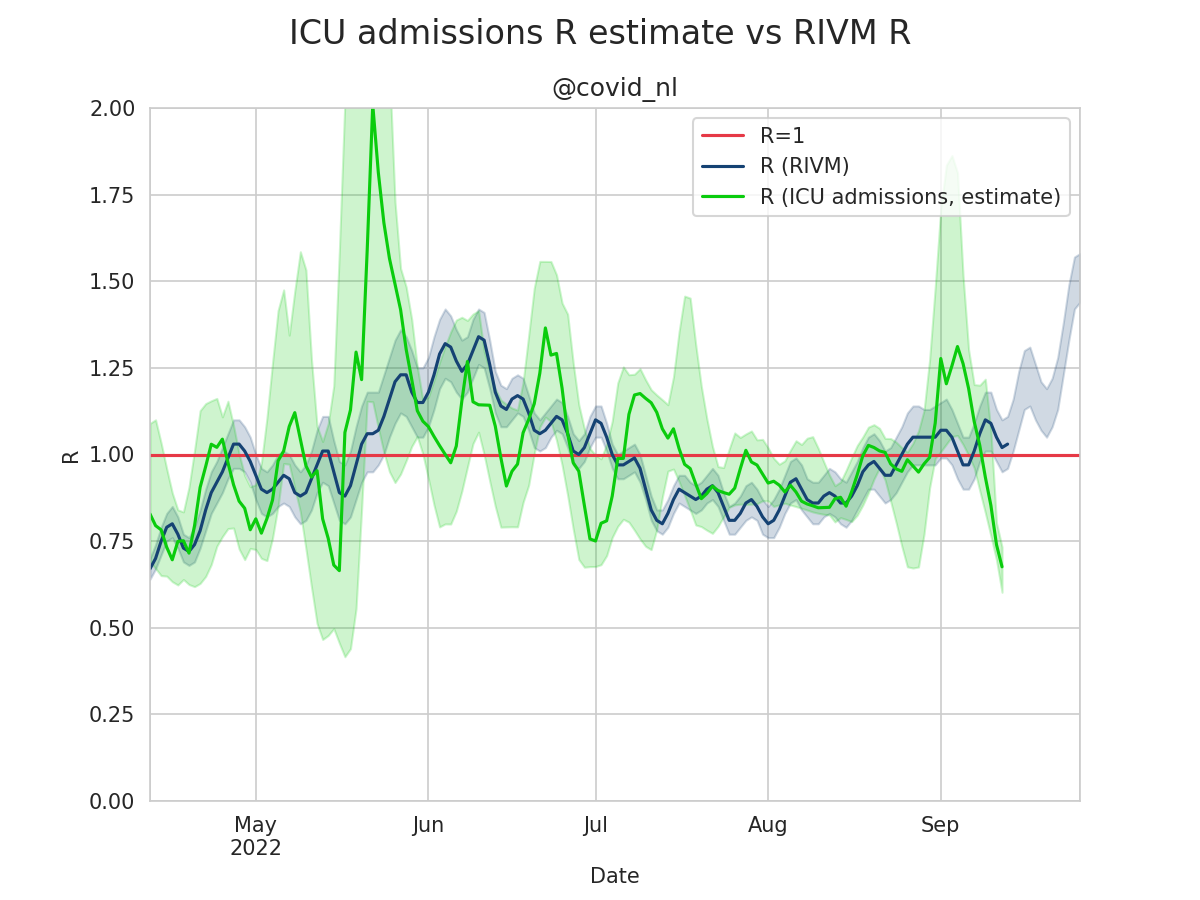 ICU admissions R estimate vs RIVM R
@covid_nl
R=1
R (RIVM)
R (ICU admissions, estimate)
2.00
1.75
1.50
1.25
1.00
0.75
0.50
0.25
0.00
R
May
2022
Jun
Jul
Aug
Sep
Date